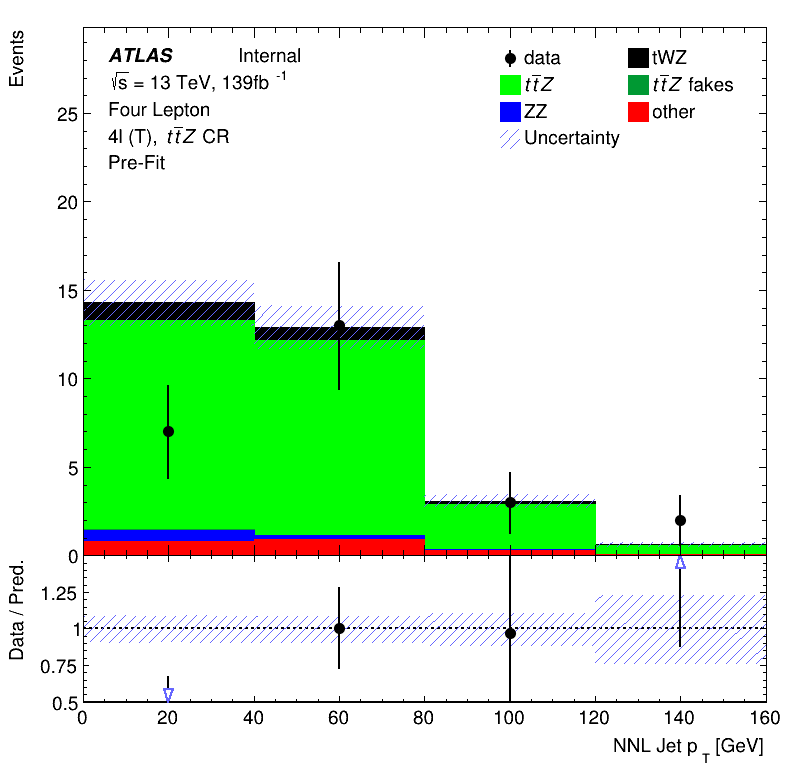 Events
ATLAS Internal
√s = 13 TeV, 139fb⁻¹
Four Lepton
4l (T), tt̄Z CR
Pre-Fit
data
tWZ
tt̄Z
tt̄Z fakes
ZZ
other
Uncertainty
25
20
15
10
5
0
Data / Pred.
1.25
1
0.75
0.5
0 20 40 60 80 100 120 140 160
NNL Jet p_T [GeV]